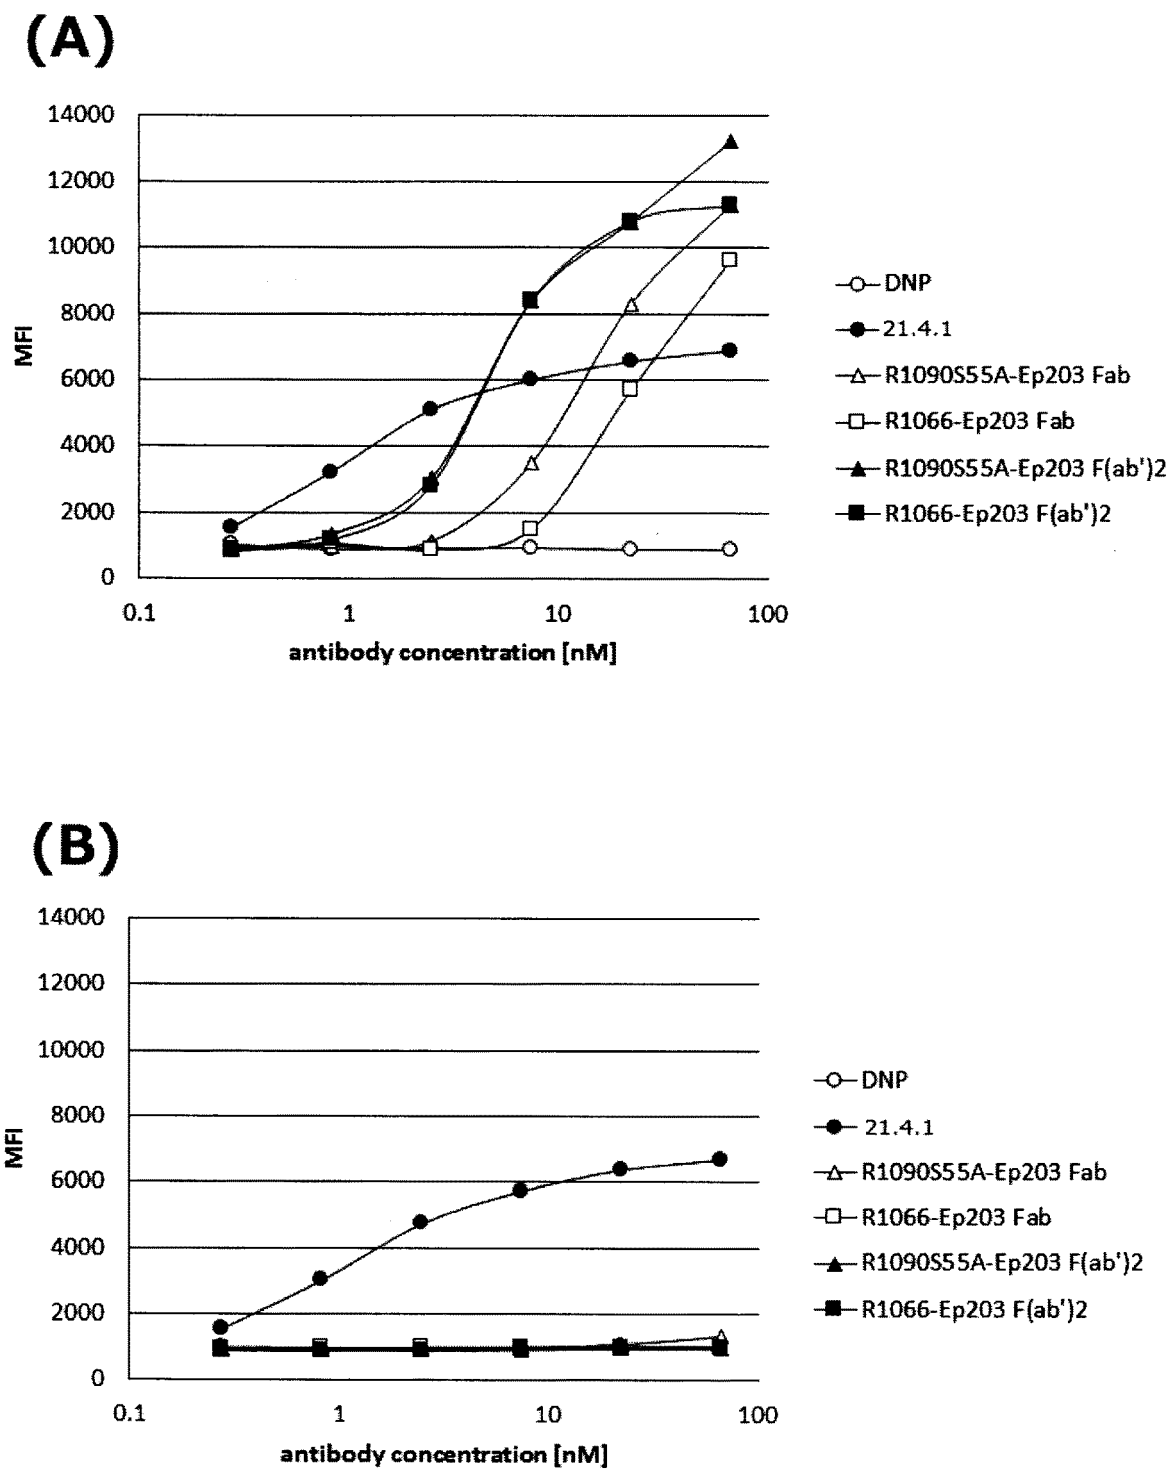 (A)
14000
12000
10000
8000
6000
4000
2000
0
MFI
0.1 1 10 100
antibody concentration [nM]
DNP
21.4.1
R1090S55A-Ep203 Fab
R1066-Ep203 Fab
R1090S55A-Ep203 F(ab')2
R1066-Ep203 F(ab')2
(B)
14000
12000
10000
8000
6000
4000
2000
0
MFI
0.1 1 10 100
antibody concentration [nM]
DNP
21.4.1
R1090S55A-Ep203 Fab
R1066-Ep203 Fab
R1090S55A-Ep203 F(ab')2
R1066-Ep203 F(ab')2